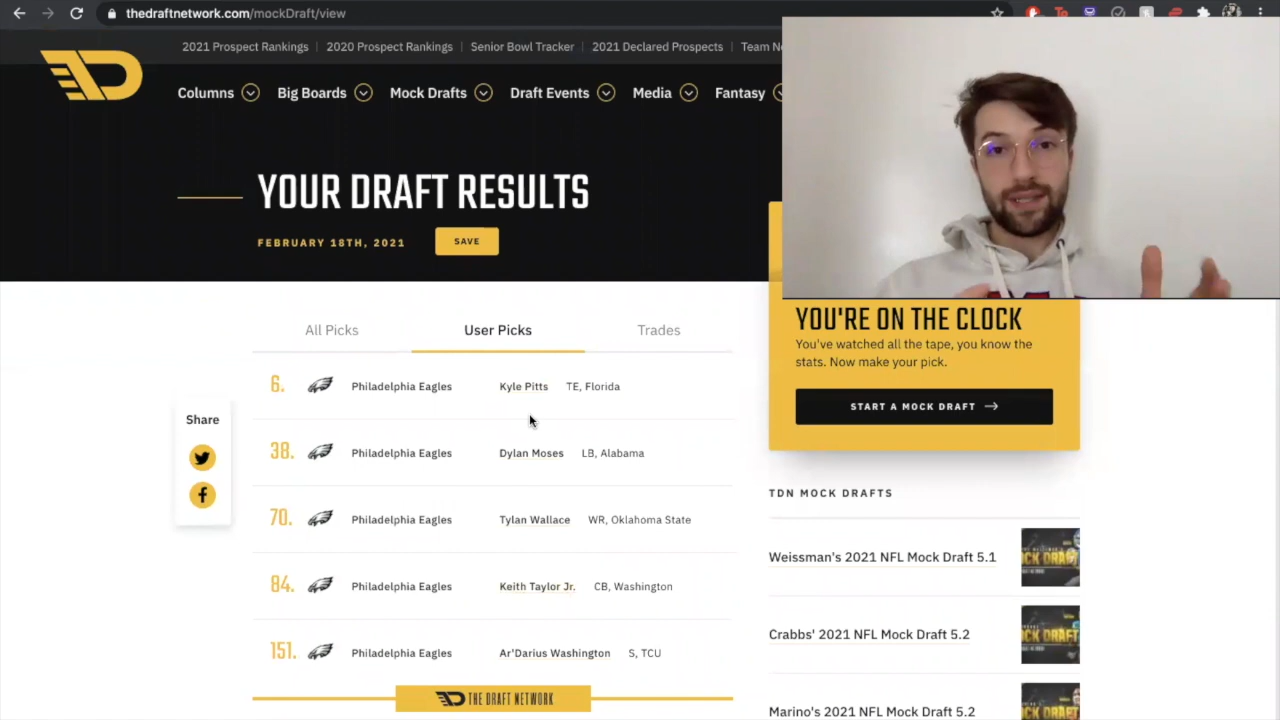 thedraftnetwork.com/mockDraft/view
2021 Prospect Rankings | 2020 Prospect Rankings | Senior Bowl Tracker | 2021 Declared Prospects | Team
Columns Big Boards Mock Drafts Draft Events Media Fantasy
YOUR DRAFT RESULTS
FEBRUARY 18TH, 2021 SAVE
All Picks User Picks Trades
6. Philadelphia Eagles Kyle Pitts TE, Florida
38. Philadelphia Eagles Dylan Moses LB, Alabama
70. Philadelphia Eagles Tylan Wallace WR, Oklahoma State
84. Philadelphia Eagles Keith Taylor Jr. CB, Washington
151. Philadelphia Eagles Ar'Darius Washington S, TCU
THE DRAFT NETWORK
Share
YOU'RE ON THE CLOCK
You've watched all the tape, you know the
stats. Now make your pick.
START A MOCK DRAFT
TDN MOCK DRAFTS
Weissman's 2021 NFL Mock Draft 5.1
Crabbs' 2021 NFL Mock Draft 5.2
Marino's 2021 NFL Mock Draft 5.2